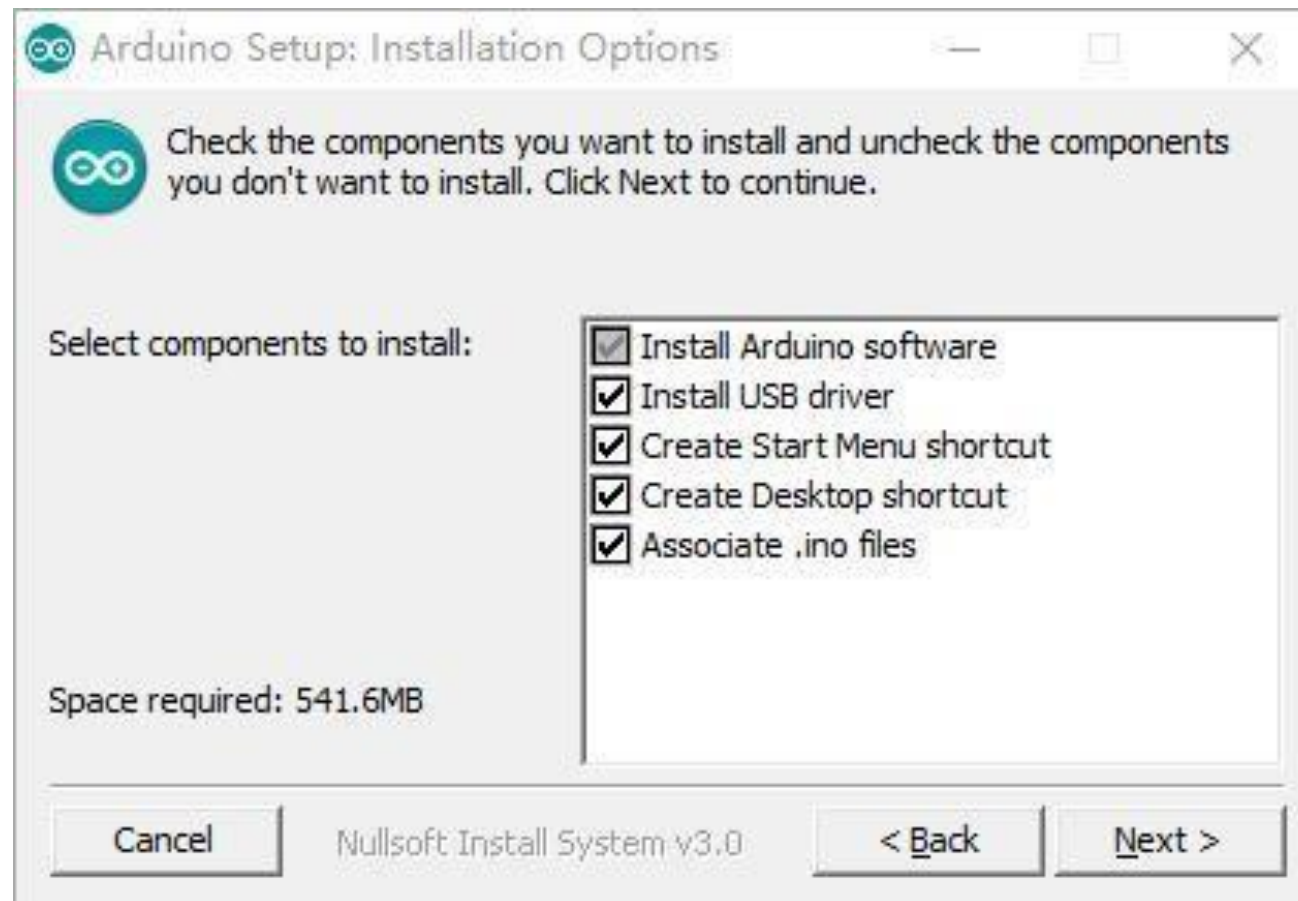 Arduino Setup: Installation Options
Check the components you want to install and uncheck the components
you don't want to install. Click Next to continue.
Select components to install:
Install Arduino software
Install USB driver
Create Start Menu shortcut
Create Desktop shortcut
Associate .ino files
Space required: 541.6MB
Cancel
Nullsoft Install System v3.0
< Back
Next >